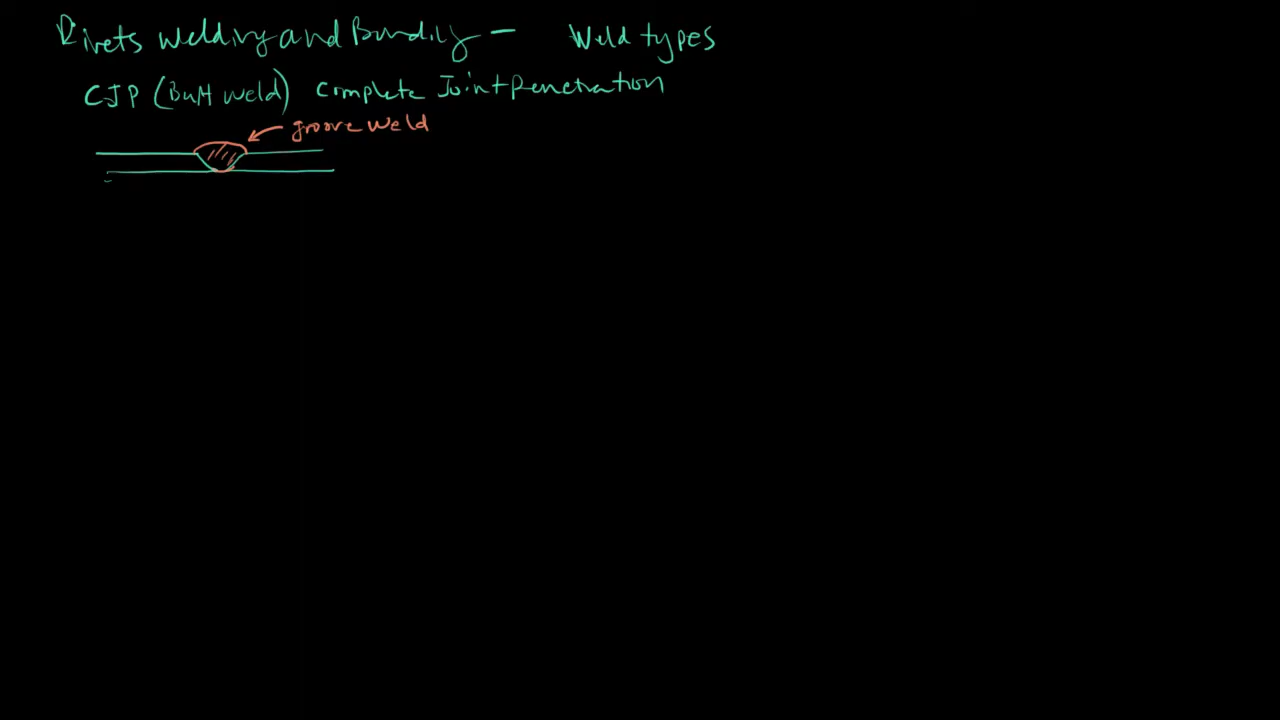 Rivets Welding and Bonding - Weld types
CJP (Butt Weld) Complete Joint Penetration
groove weld